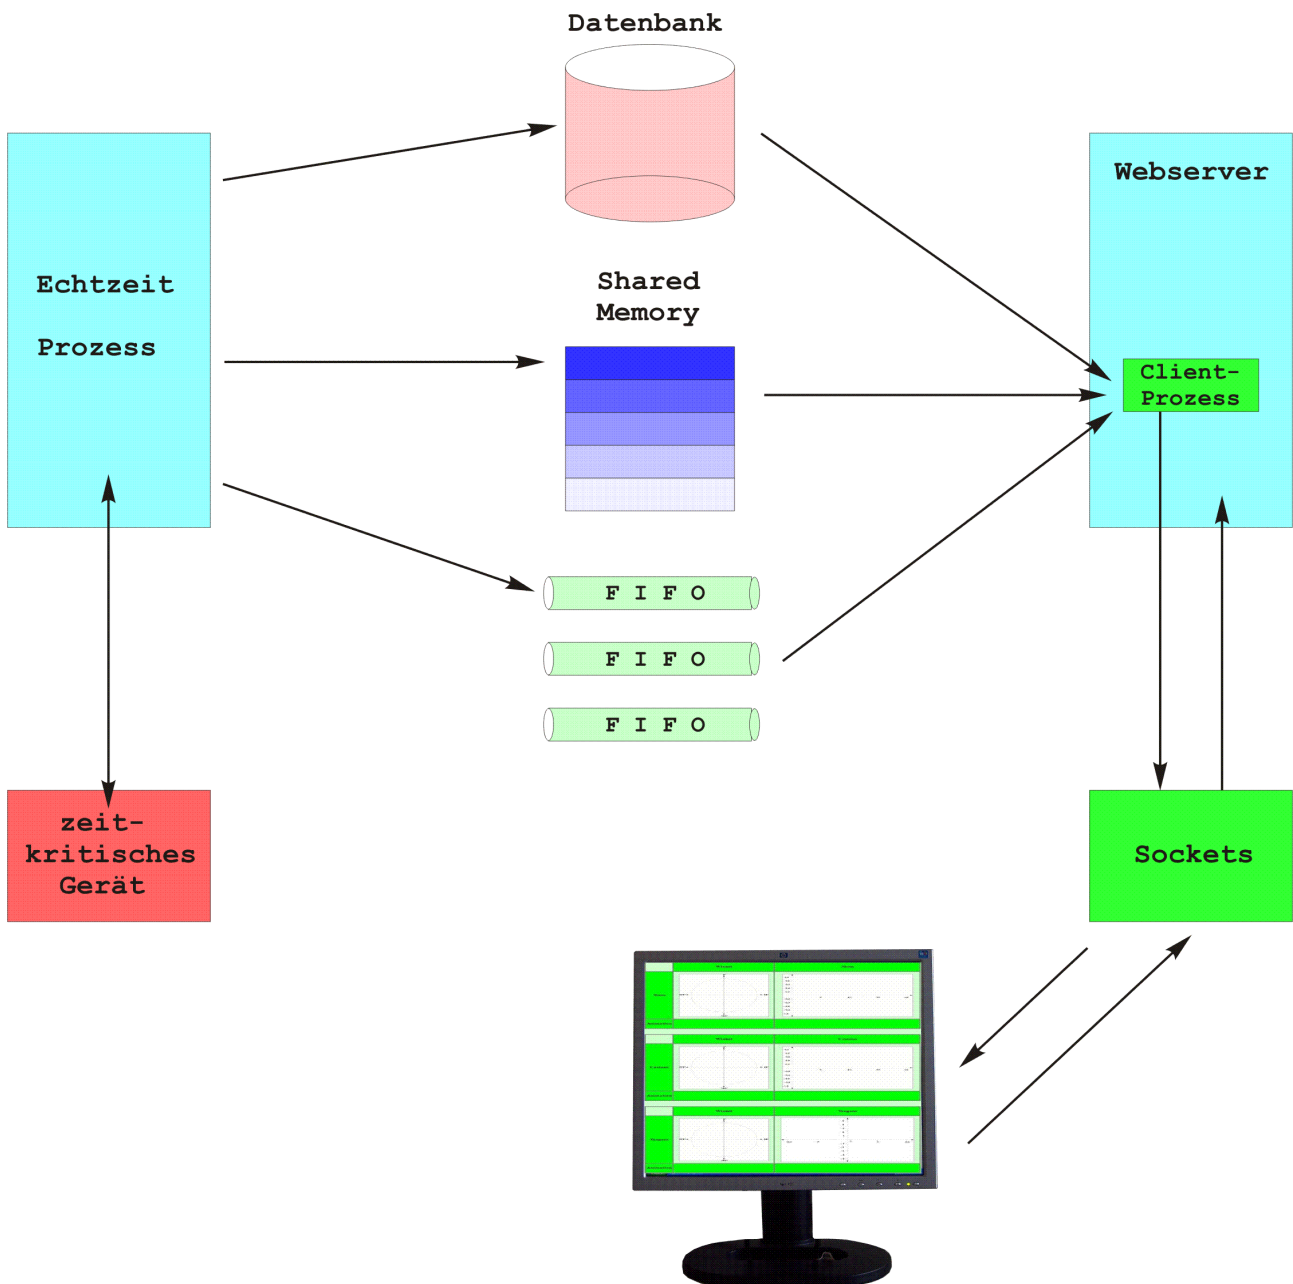 Datenbank
Webserver
Echtzeit
Prozess
Shared
Memory
Client-
Prozess
F I F O
F I F O
F I F O
zeit-
kritisches
Gerät
Sockets